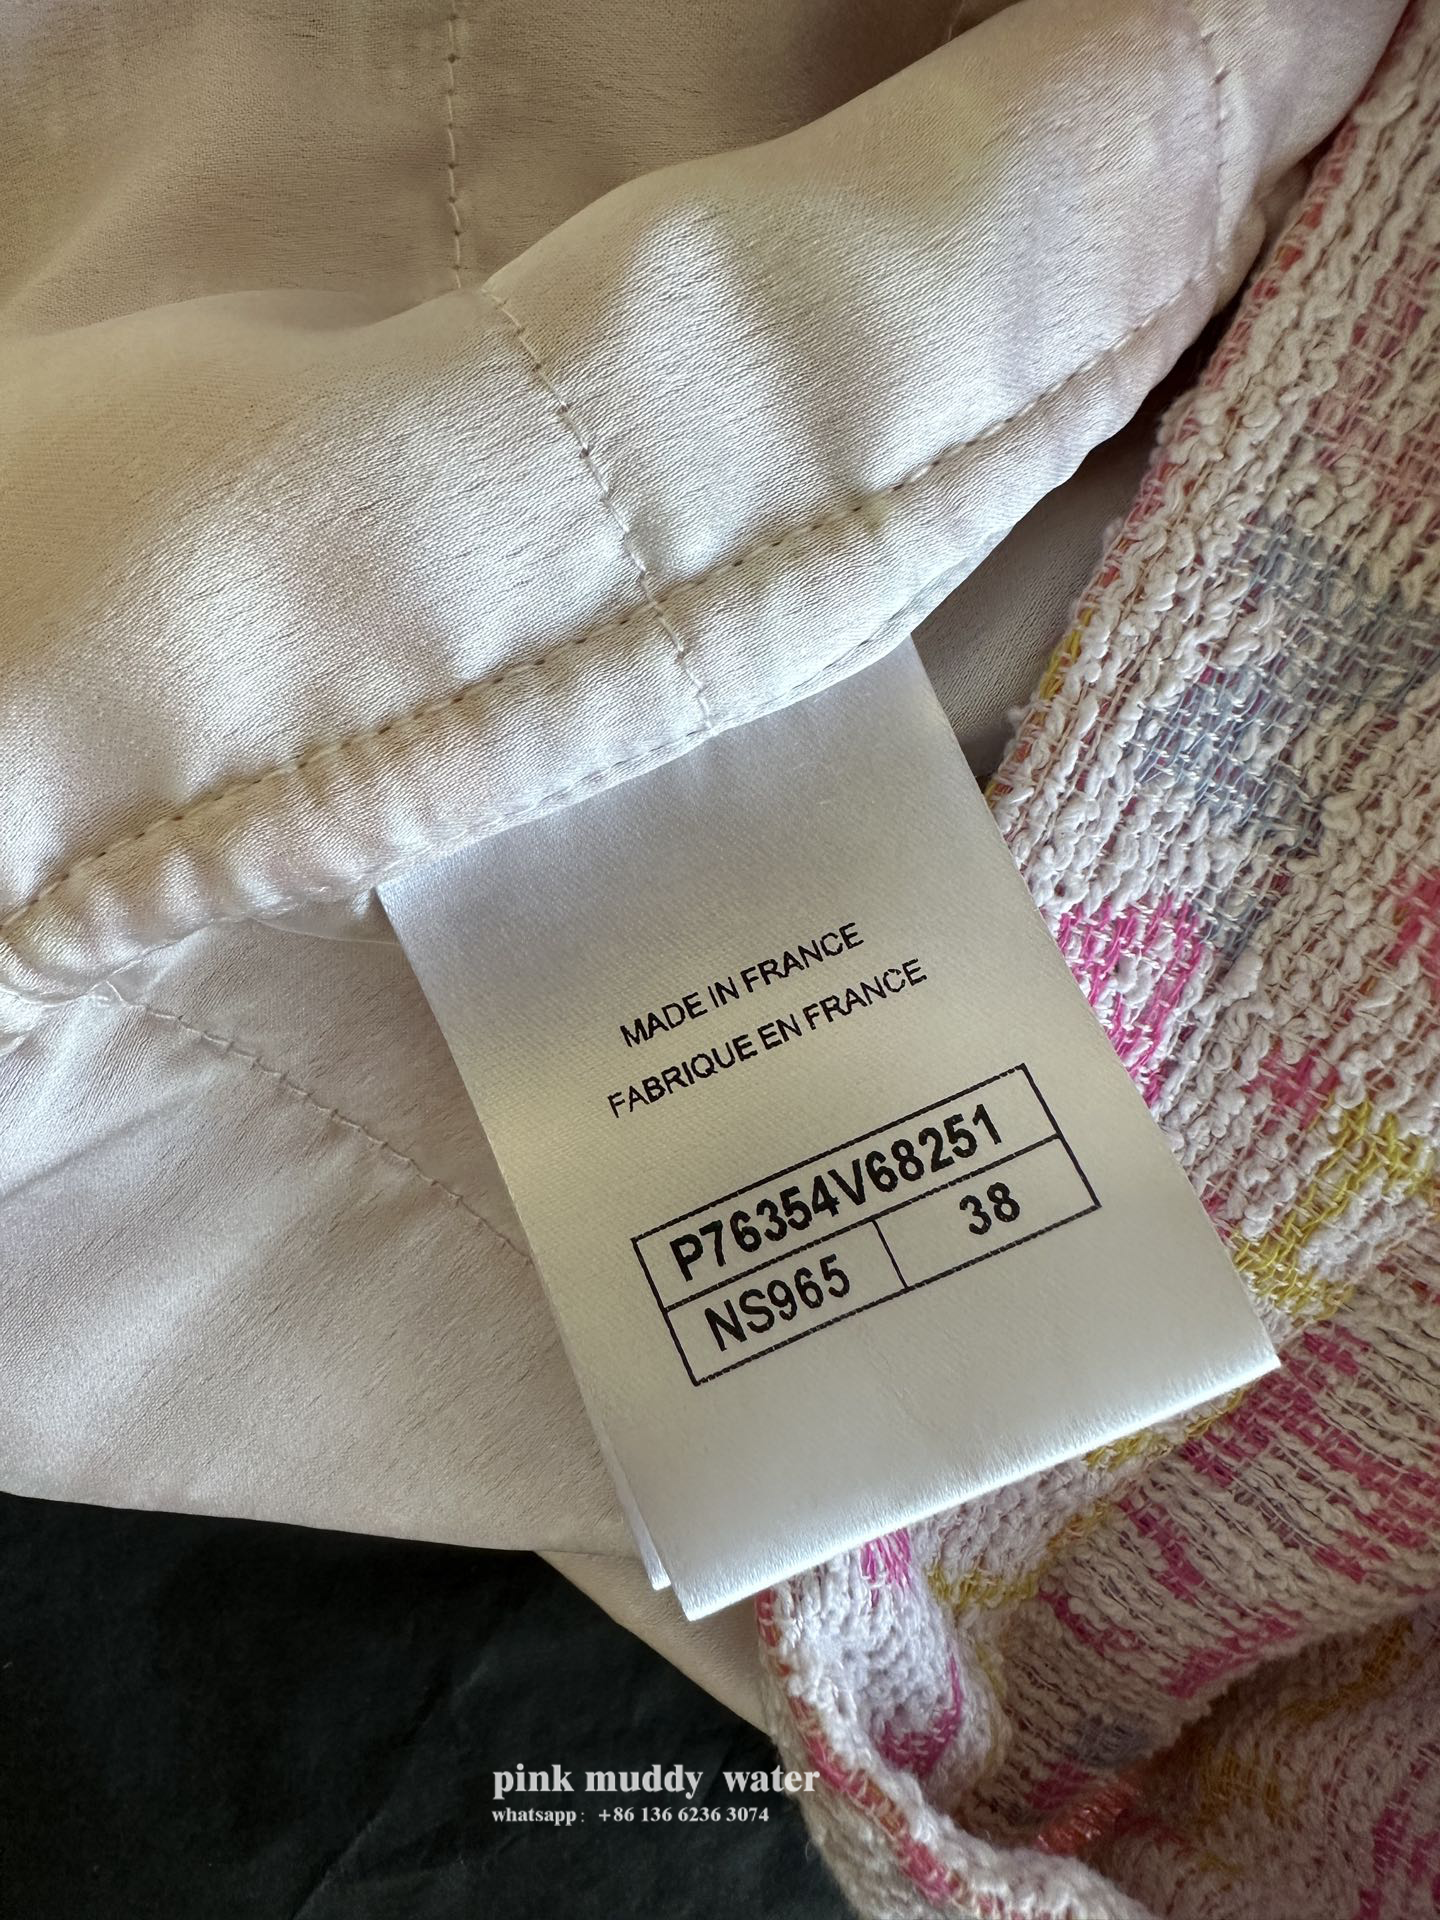 MADE IN FRANCE
FABRIQUE EN FRANCE
P76354V68251
NS965 38
pink muddy water
whatsapp: +86 136 6236 3074